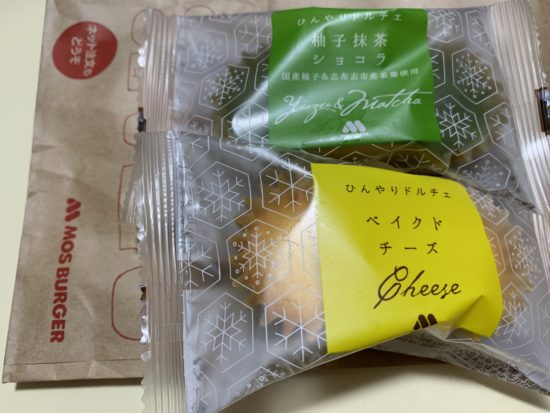 ネット注文も
どうぞ
MOS BURGER
ひんやりドルチェ
柚子抹茶
ショコラ
国産柚子&志布志市産茶葉使用
Yuzu & Matcha
ひんやりドルチェ
ベイクド
チーズ
Cheese